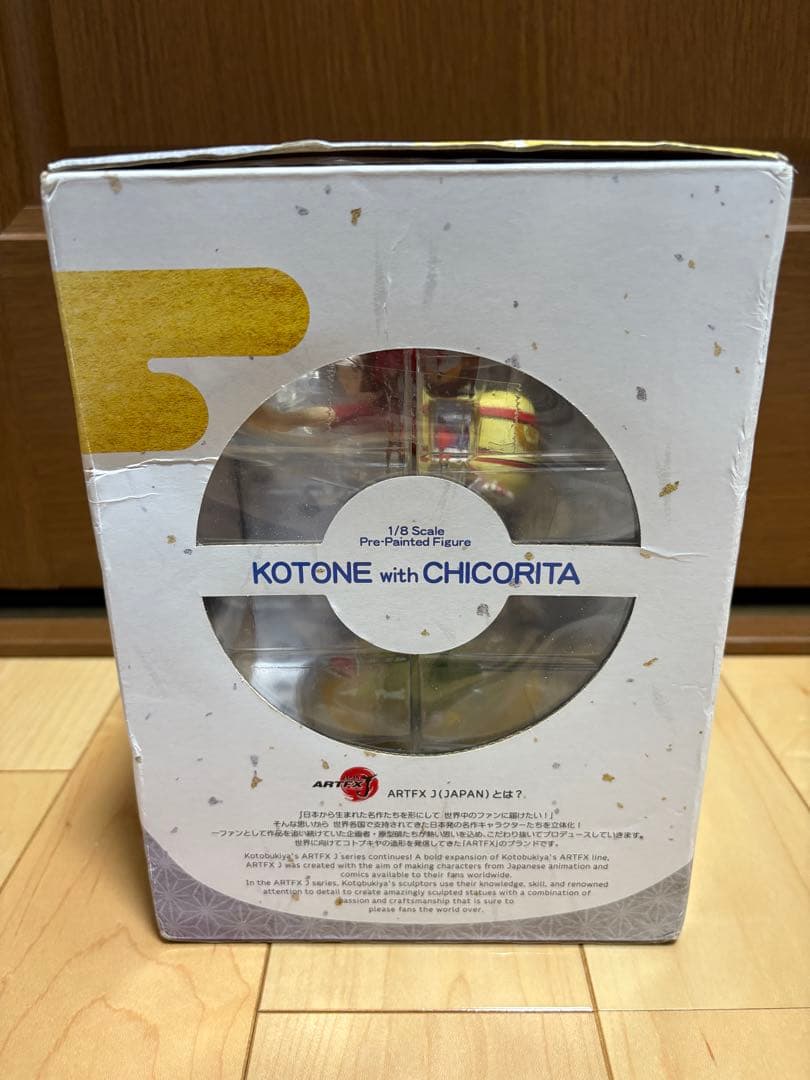 1/8 Scale
Pre-Painted Figure
KOTONE with CHICORITA
ARTFX J
ARTFX J(JAPAN)とは?
「日本から生まれた名作たちを形にして 世界中のファンに届けたい!」
そんな思いから 世界各国で支持されてきた日本発の名作キャラクターたちを立体化!
一ファンとして作品を追い続けていた企画者・原型師たちが熱い思いを込め、こだわり抜いてプロデュースしていきます。
世界に向けてコトブキヤの造形を発信してきた「ARTFX」のブランドです。
Kotobukiya's ARTFX J series continues! A bold expansion of Kotobukiya's ARTFX line,
ARTFX J was created with the aim of making characters from Japanese animation and
comics available to their fans worldwide.
In the ARTFX J series, Kotobukiya's sculptors use their knowledge, skill, and renowned
attention to detail to create amazingly sculpted statues with a combination of
passion and craftsmanship that is sure to
please fans the world over.